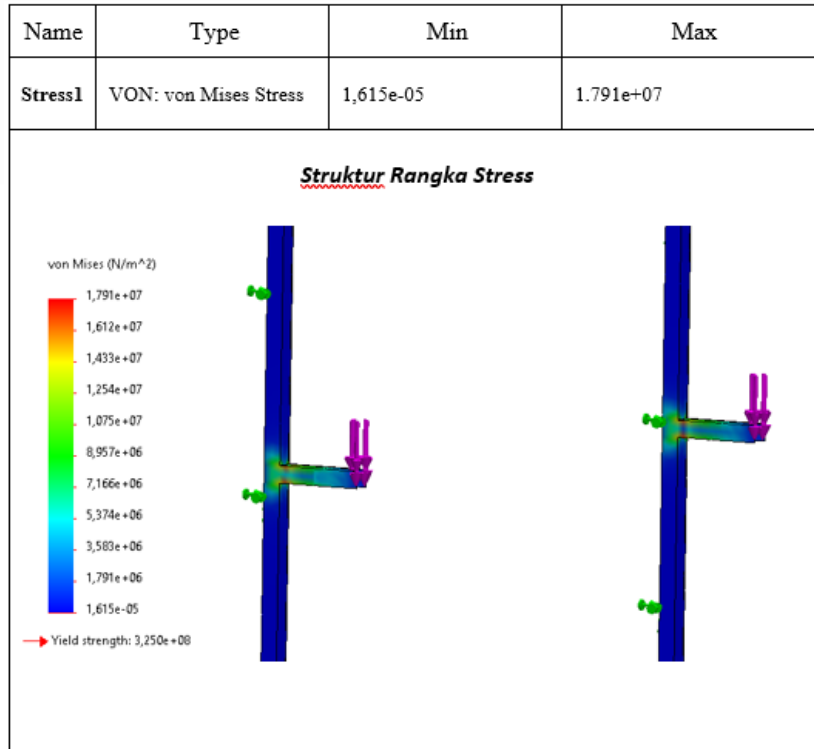 Name Type Min Max
Stress1 VON: von Mises Stress 1,615e-05 1.791e+07
Struktur Rangka Stress
von Mises (N/m^2)
1,791e+07
1,612e+07
1,433e+07
1,254e+07
1,075e+07
8,957e+06
7,166e+06
5,374e+06
3,583e+06
1,791e+06
1,615e-05
Yield strength: 3,250e+08